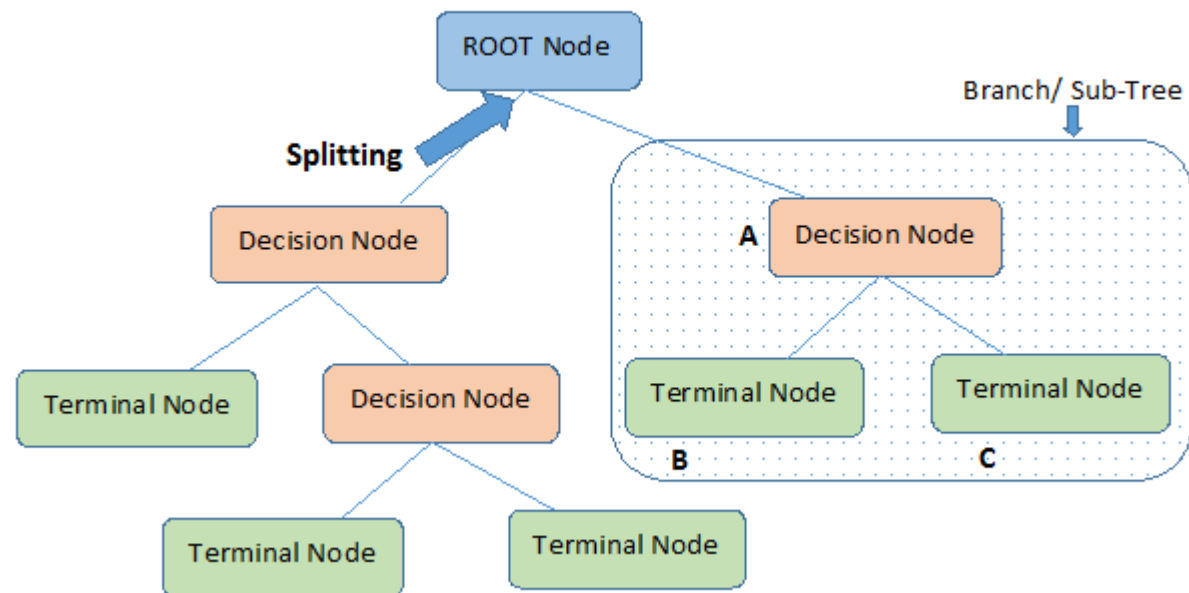 ROOT Node
Branch/ Sub-Tree
Splitting
Decision Node
A
Decision Node
Terminal Node
Decision Node
Terminal Node
Terminal Node
B
C
Terminal Node
Terminal Node